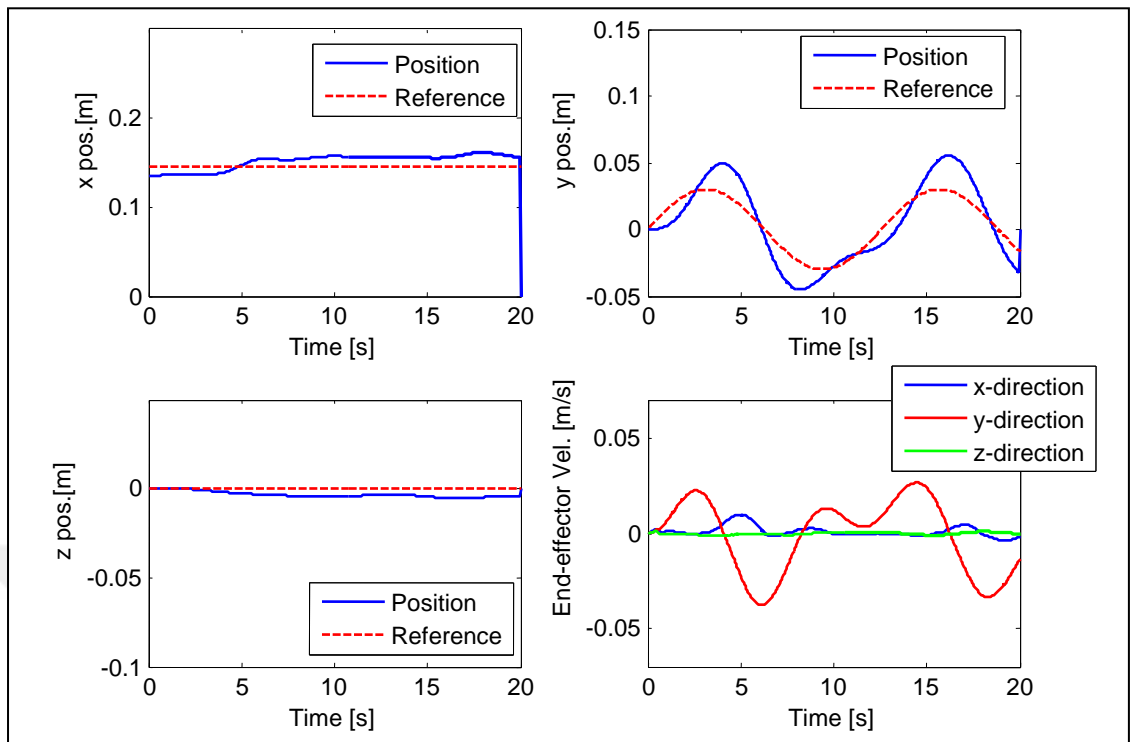 Position
Reference
0.2
0.1
0
x pos.[m]
0 5 10 15 20
Time [s]
Position
Reference
0.15
0.1
0.05
0
-0.05
y pos.[m]
0 5 10 15 20
Time [s]
0
-0.05
-0.1
z pos.[m]
Position
Reference
0 5 10 15 20
Time [s]
x-direction
y-direction
z-direction
0.05
0
-0.05
End-effector Vel. [m/s]
0 5 10 15 20
Time [s]